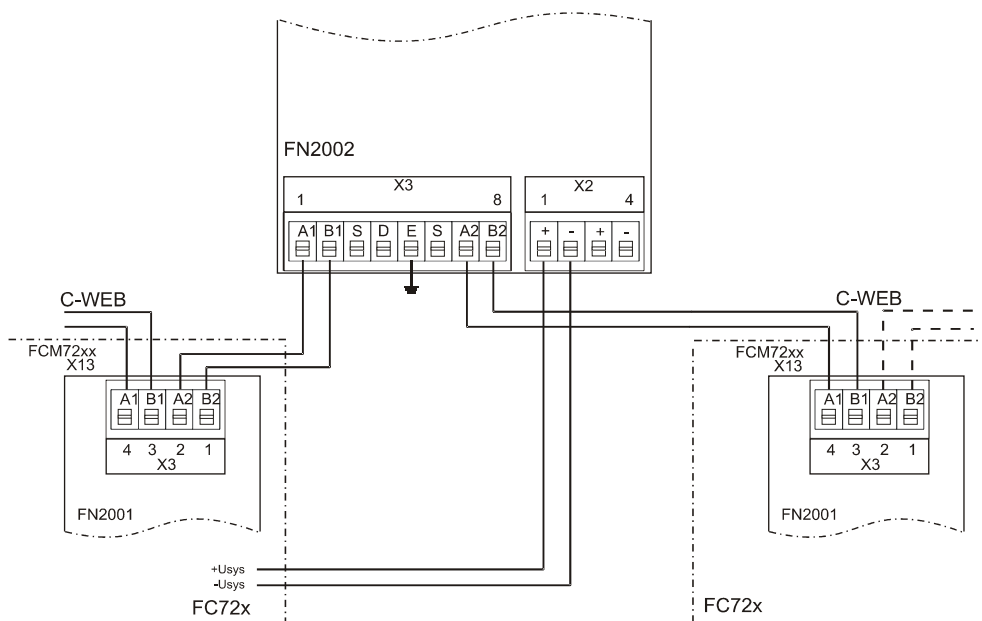 FN2002
X3
1 8
A1 B1 S D E S A2 B2
X2
1 4
+ - + -
C-WEB
FCM72xx
X13
A1 B1 A2 B2
4 3 2 1
X3
FN2001
+Usys
-Usys
FC72x
C-WEB
FCM72xx
X13
A1 B1 A2 B2
4 3 2 1
X3
FN2001
FC72x